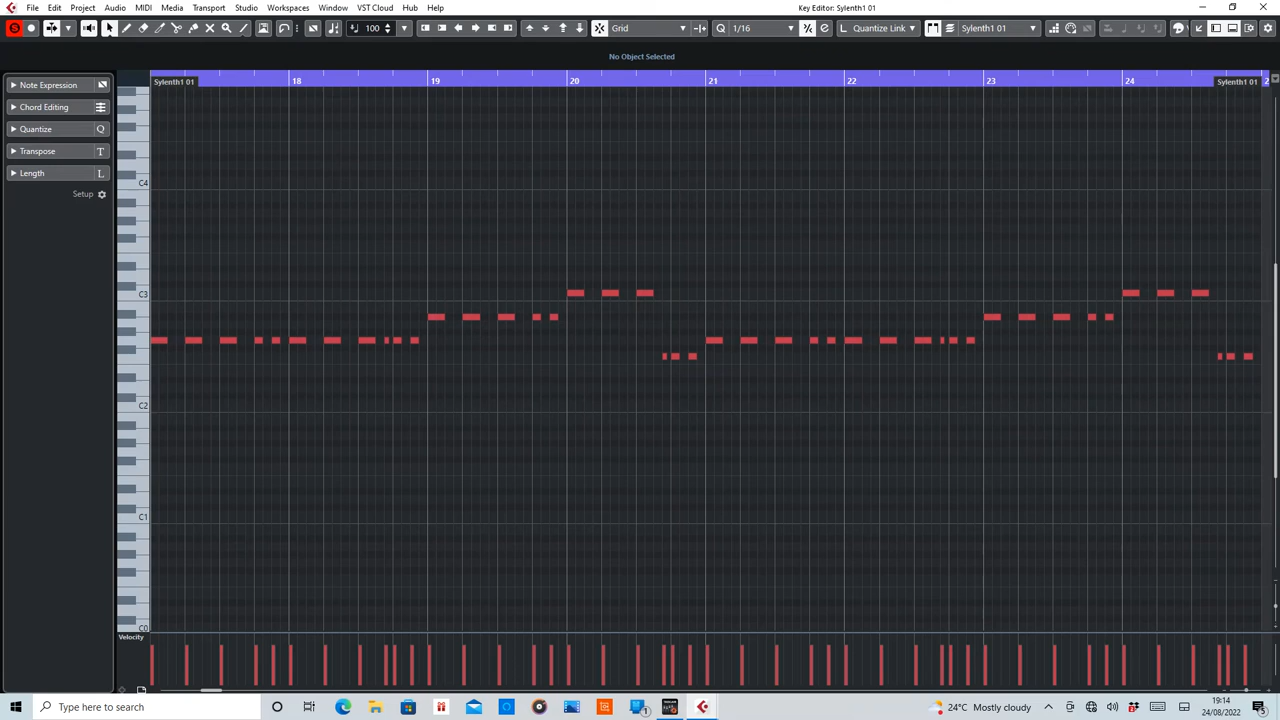 Key Editor: Sylenth1 01
File Edit Project Audio MIDI Media Transport Studio Workspaces Window VST Cloud Hub Help
S 100 Grid Q 1/16 e L Quantize Link Sylenth1 01
No Object Selected
18 19 20 21 22 23 24 2
Sylenth1 01 Sylenth1 01
Note Expression
Chord Editing
Quantize Q
Transpose T
Length L
Setup
C4
C3
C2
C1
C0
Velocity
Type here to search
1
24°C Mostly cloudy
19:14
24/08/2022